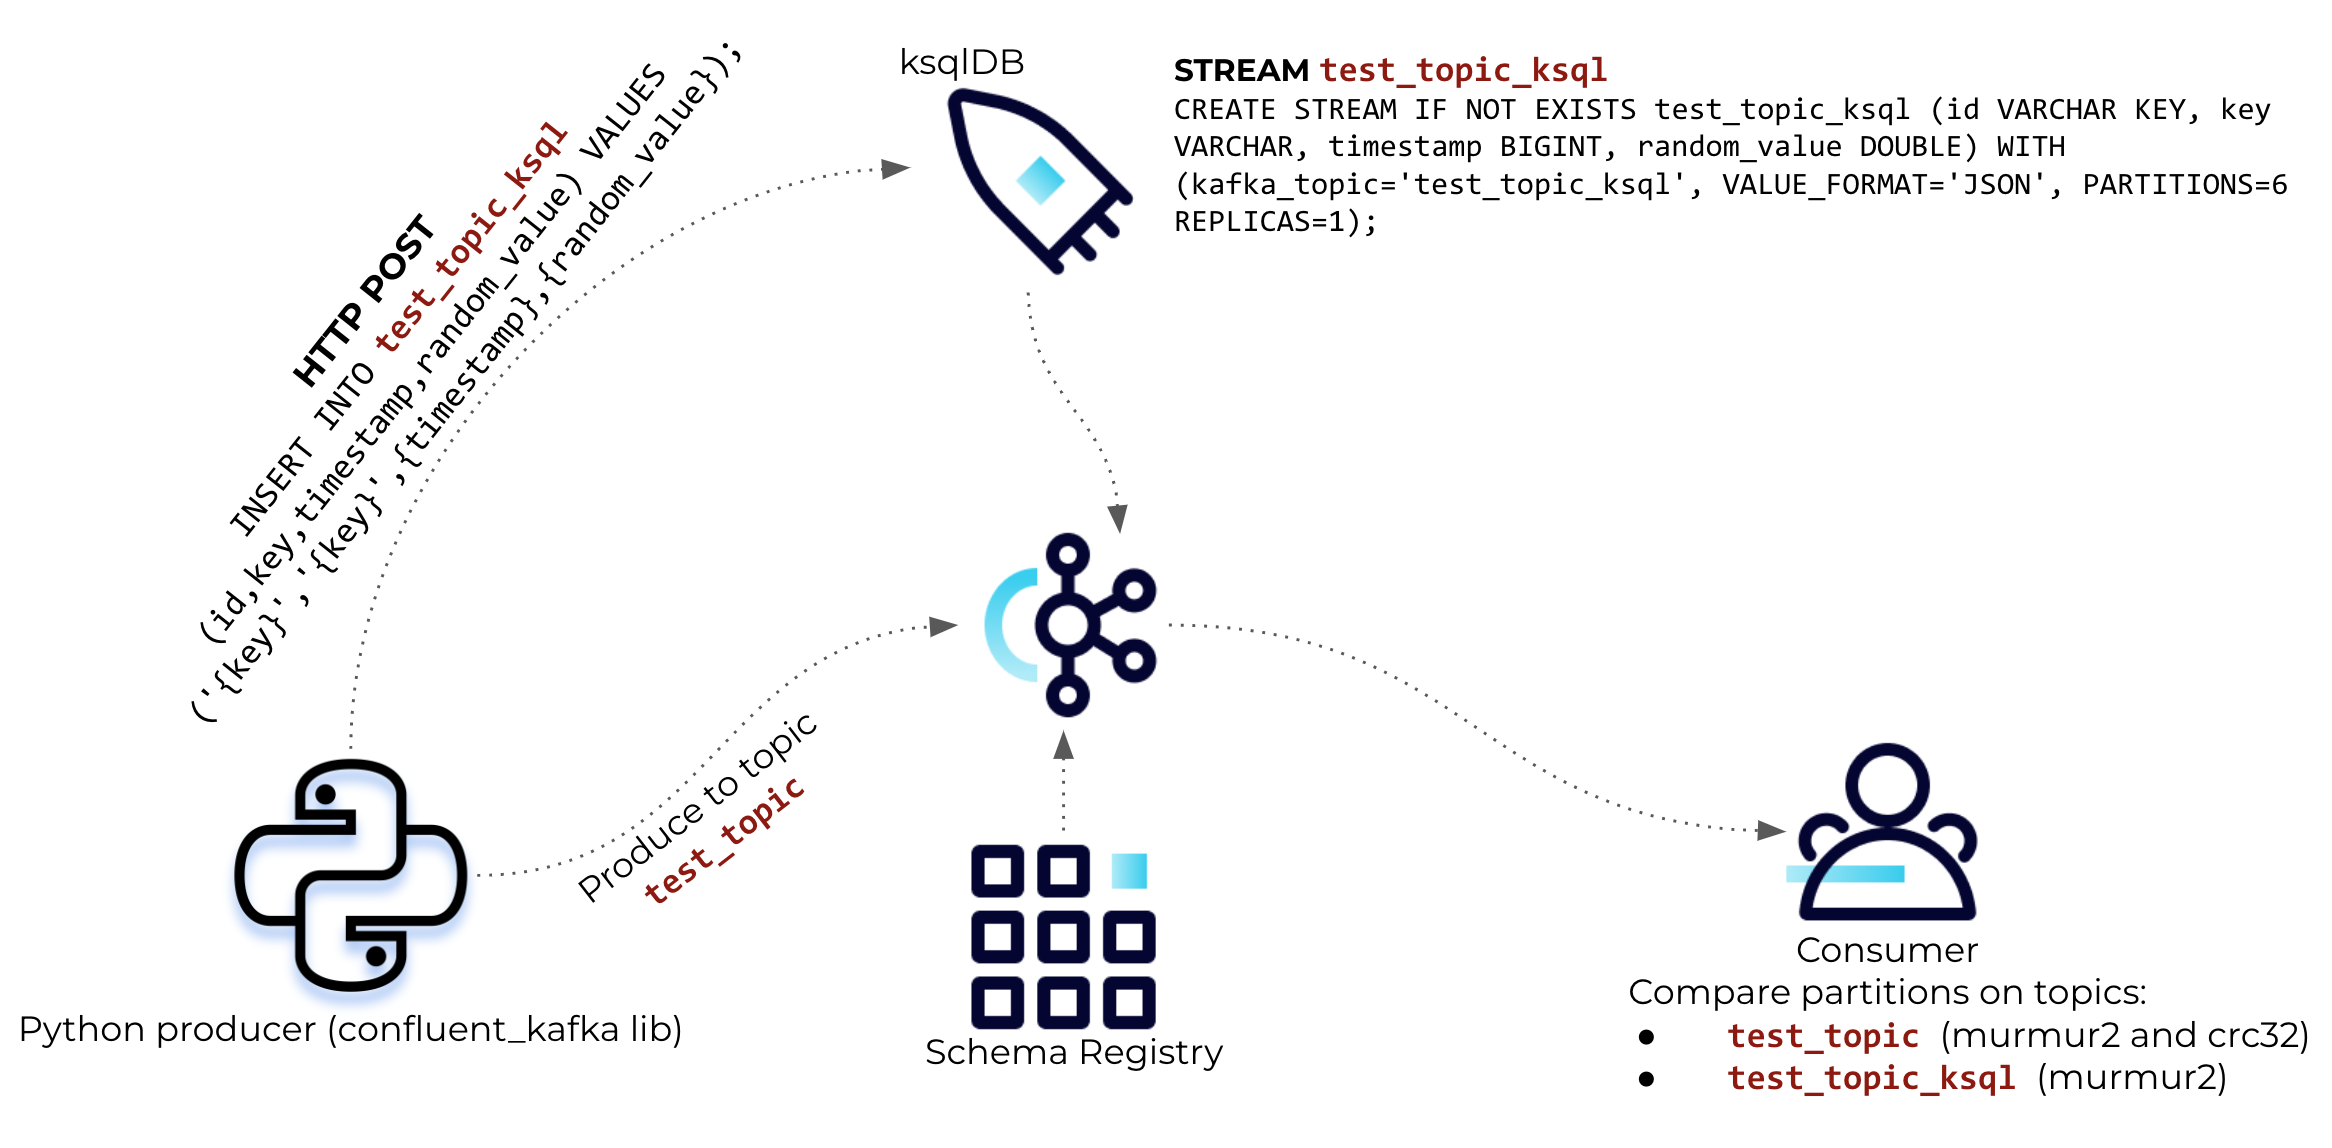 ksqlDB
STREAM test_topic_ksql
CREATE STREAM IF NOT EXISTS test_topic_ksql (id VARCHAR KEY, key
VARCHAR, timestamp BIGINT, random_value DOUBLE) WITH
(kafka_topic='test_topic_ksql', VALUE_FORMAT='JSON', PARTITIONS=6
REPLICAS=1);
HTTP POST
INSERT INTO test_topic_ksql
(id,key,timestamp,random_value) VALUES
('{key}','{key}',{timestamp},{random_value});
Produce to topic
test_topic
Python producer (confluent_kafka lib)
Schema Registry
Consumer
Compare partitions on topics:
● test_topic (murmur2 and crc32)
● test_topic_ksql (murmur2)